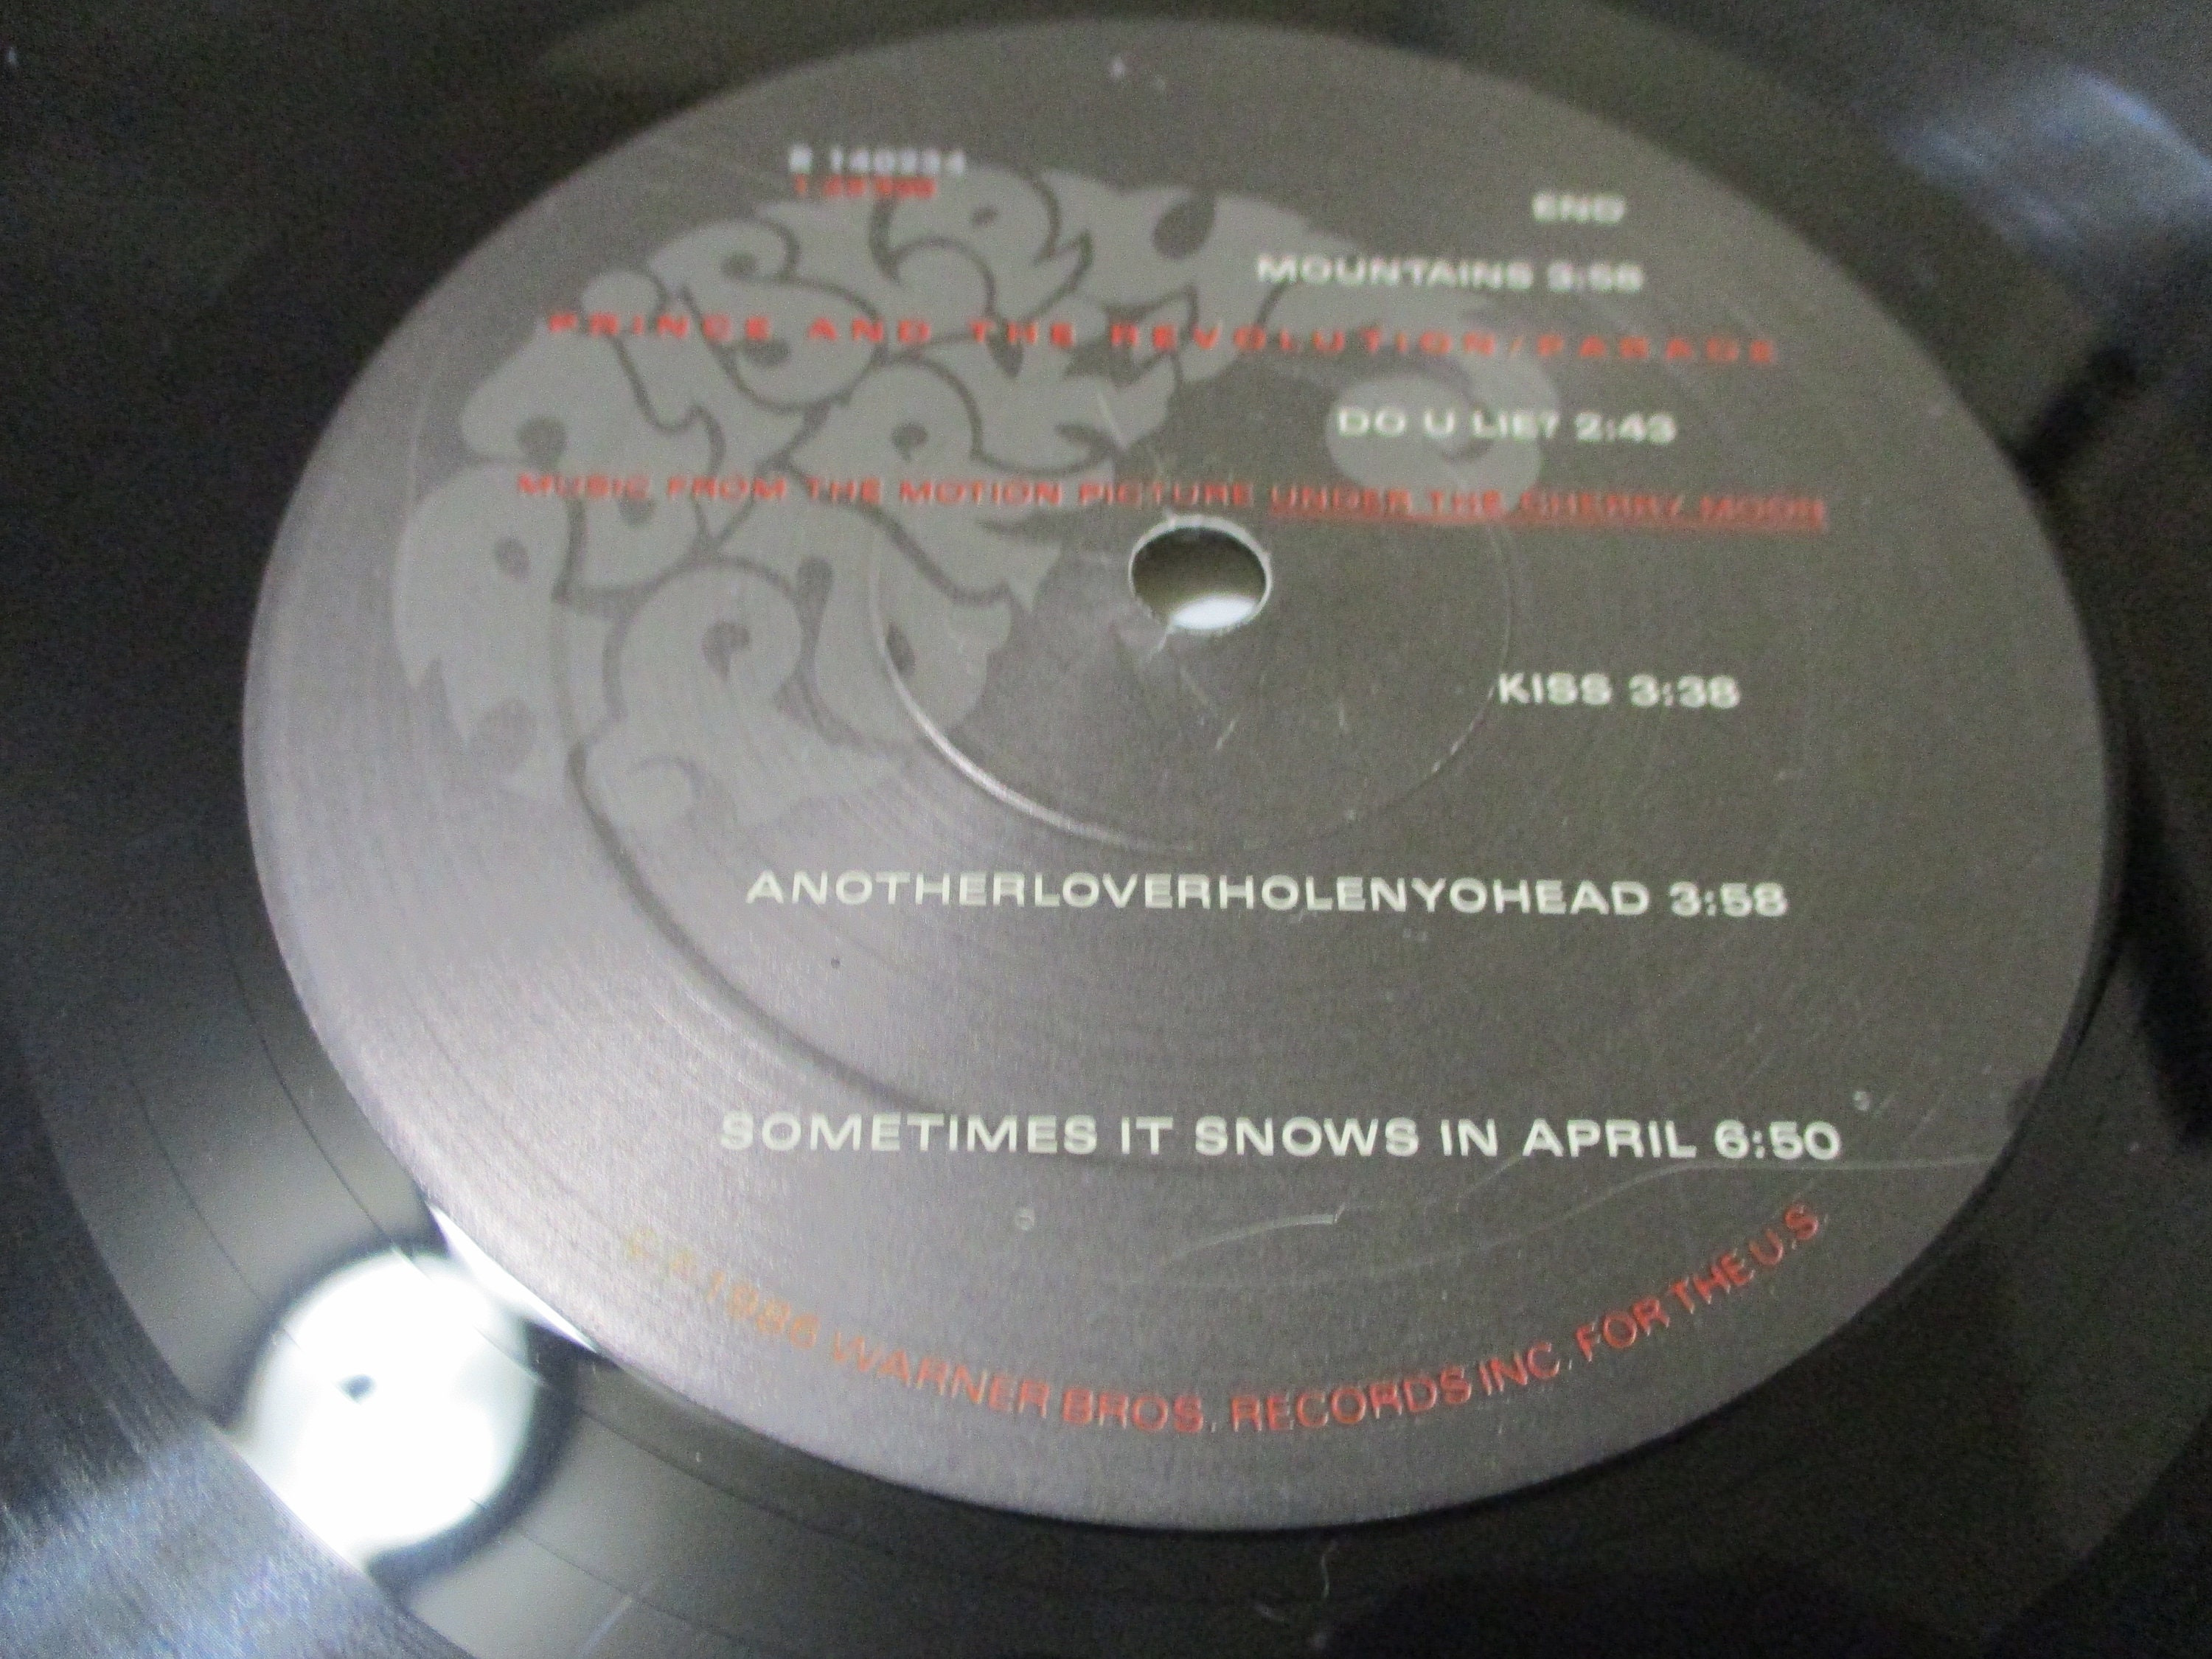 R 140234
END
MOUNTAINS 3:58
PRINCE AND THE REVOLUTION/PARADE
DO U LIE? 2:43
MUSIC FROM THE MOTION PICTURE UNDER THE CHERRY MOON
KISS 3:38
ANOTHERLOVERHOLENYOHEAD 3:58
SOMETIMES IT SNOWS IN APRIL 6:50
1986 WARNER BROS. RECORDS INC. FOR THE U.S